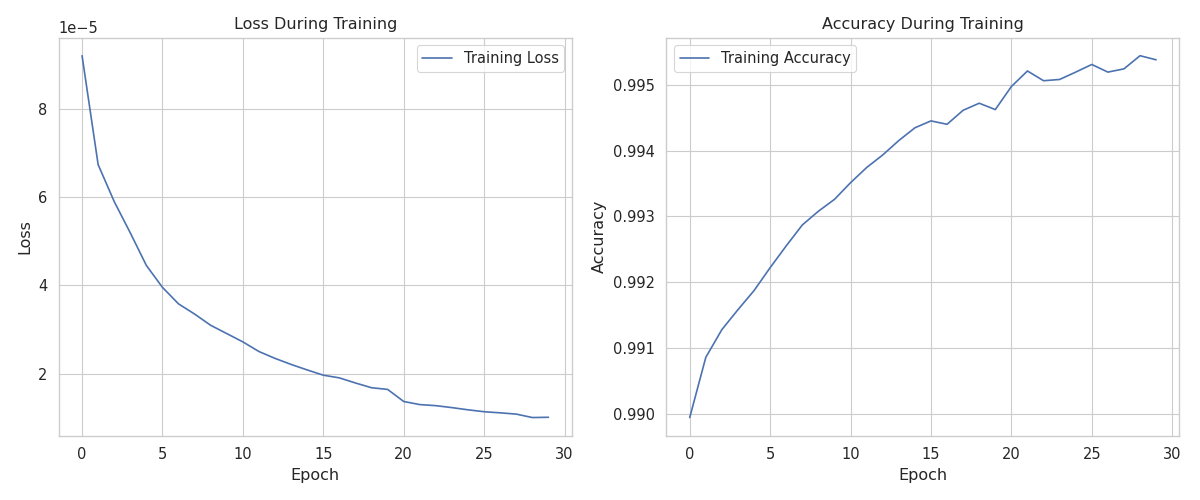 Loss During Training
1e−5
Training Loss
8
6
4
2
Loss
0 5 10 15 20 25 30
Epoch
Accuracy During Training
Training Accuracy
0.995
0.994
0.993
0.992
0.991
0.990
Accuracy
0 5 10 15 20 25 30
Epoch